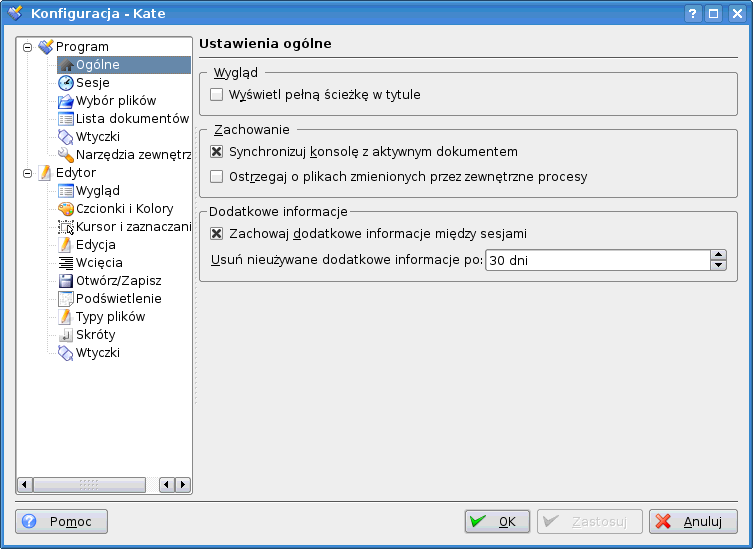 Konfiguracja - Kate
Program
Ogólne
Sesje
Wybór plików
Lista dokumentów
Wtyczki
Narzędzia zewnętrz
Edytor
Wygląd
Czcionki i Kolory
Kursor i zaznaczani
Edycja
Wcięcia
Otwórz/Zapisz
Podświetlenie
Typy plików
Skróty
Wtyczki
Ustawienia ogólne
Wygląd
Wyświetl pełną ścieżkę w tytule
Zachowanie
Synchronizuj konsolę z aktywnym dokumentem
Ostrzegaj o plikach zmienionych przez zewnętrzne procesy
Dodatkowe informacje
Zachowaj dodatkowe informacje między sesjami
Usuń nieużywane dodatkowe informacje po: 30 dni
Pomoc OK Zastosuj Anuluj